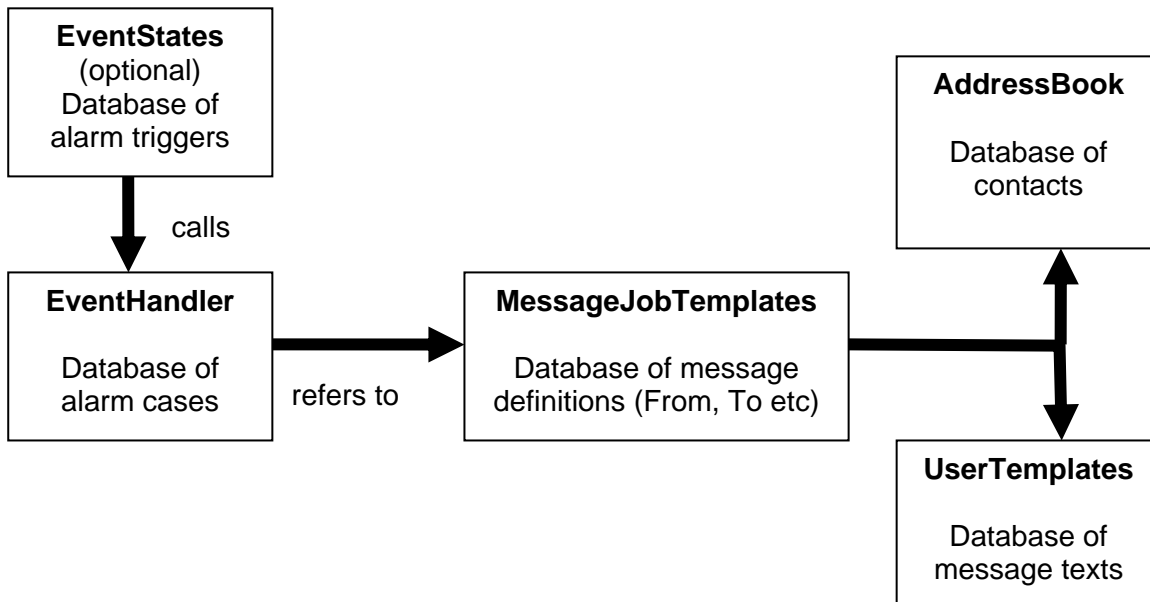 EventStates
(optional)
Database of
alarm triggers
calls
EventHandler
Database of
alarm cases
refers to
MessageJobTemplates
Database of message
definitions (From, To etc)
AddressBook
Database of
contacts
UserTemplates
Database of
message texts